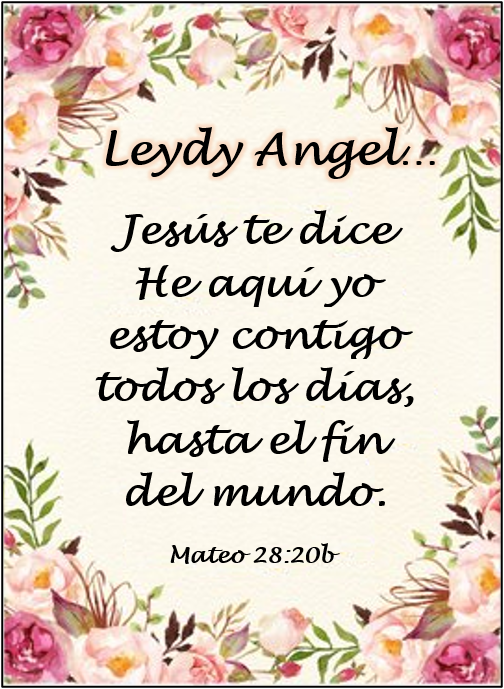 Leydy Angel...
Jesús te dice
He aquí yo
estoy contigo
todos los días,
hasta el fin
del mundo.
Mateo 28:20b